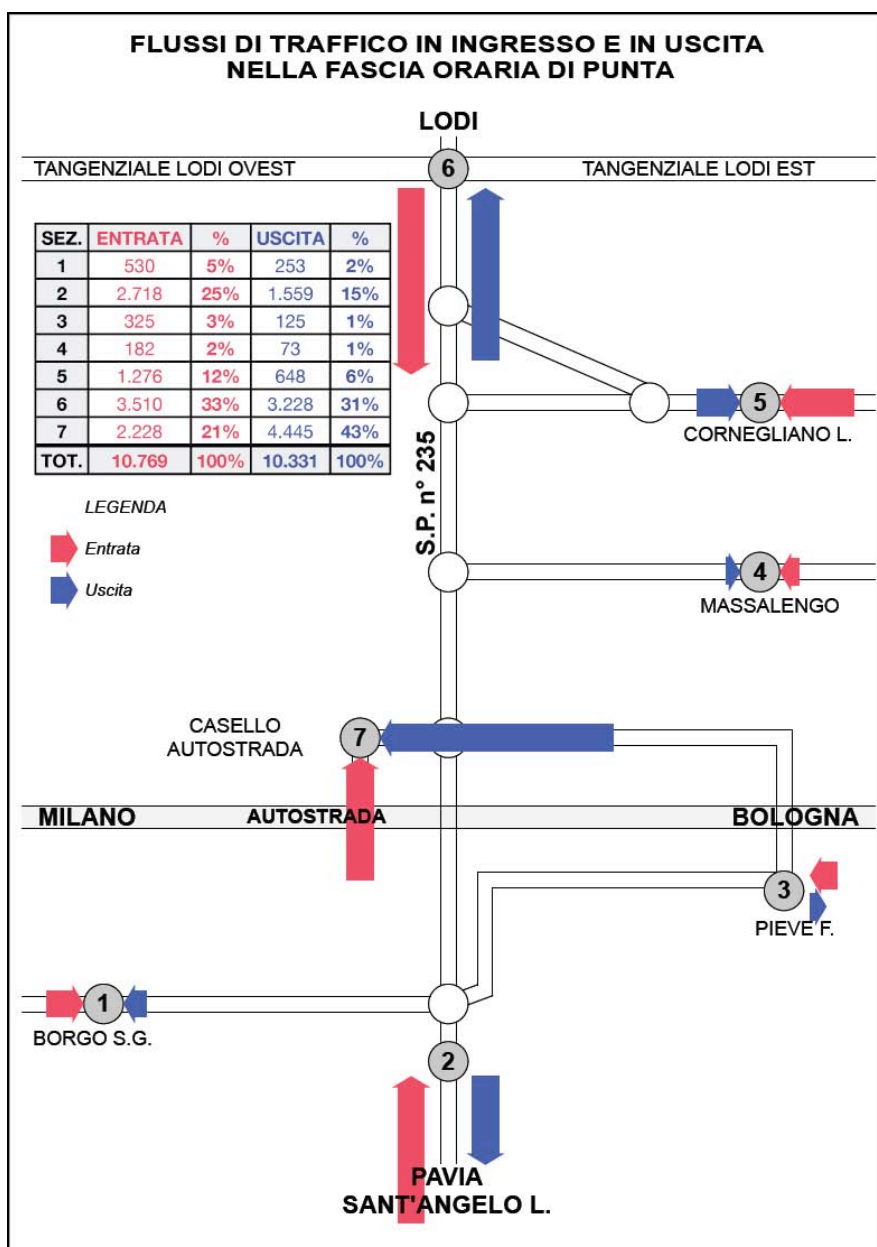 FLUSSI DI TRAFFICO IN INGRESSO E IN USCITA
NELLA FASCIA ORARIA DI PUNTA
LODI
6
TANGENZIALE LODI OVEST
TANGENZIALE LODI EST
SEZ. ENTRATA % USCITA %
1 530 5% 253 2%
2 2.718 25% 1.559 15%
3 325 3% 125 1%
4 182 2% 73 1%
5 1.276 12% 648 6%
6 3.510 33% 3.228 31%
7 2.228 21% 4.445 43%
TOT. 10.769 100% 10.331 100%
LEGENDA
Entrata
Uscita
S.P. n° 235
5
CORNEGLIANO L.
4
MASSALENGO
CASELLO
AUTOSTRADA
7
MILANO
AUTOSTRADA
BOLOGNA
3
PIEVE F.
1
BORGO S.G.
2
PAVIA
SANT'ANGELO L.